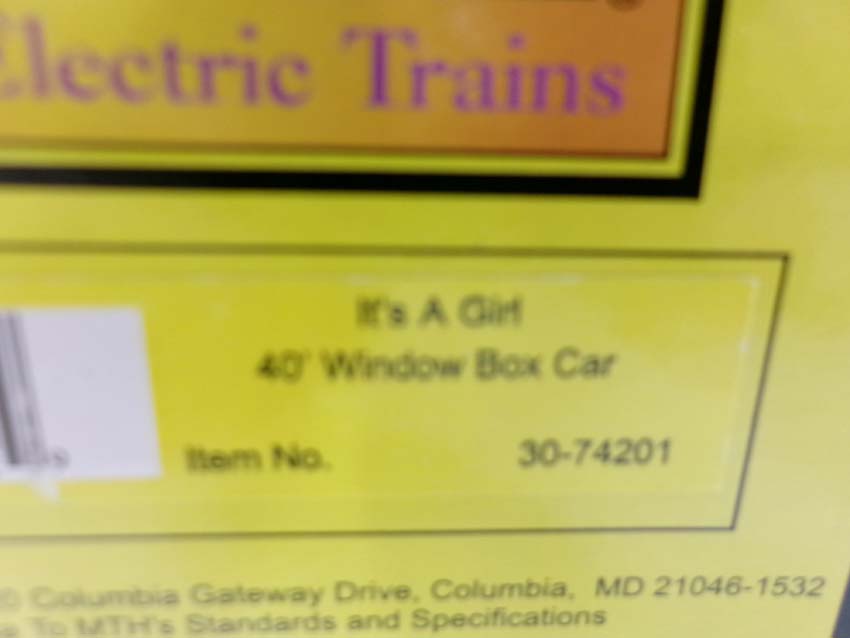 Electric Trains
It's A Girl
40' Window Box Car
Item No. 30-74201
Columbia Gateway Drive, Columbia, MD 21046-1532
To MTH's Standards and Specifications